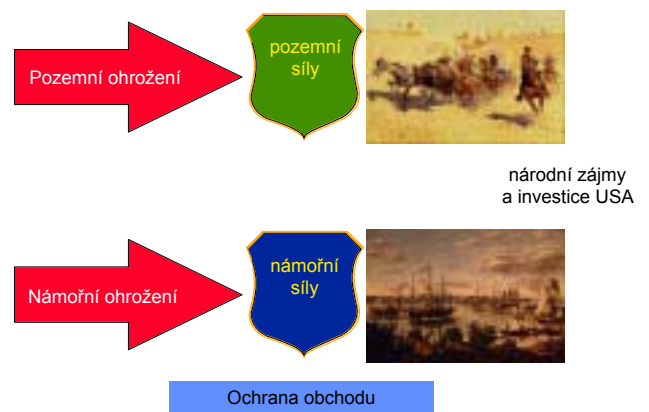 Pozemní ohrožení
pozemní
síly
národní zájmy
a investice USA
Námořní ohrožení
námořní
síly
Ochrana obchodu